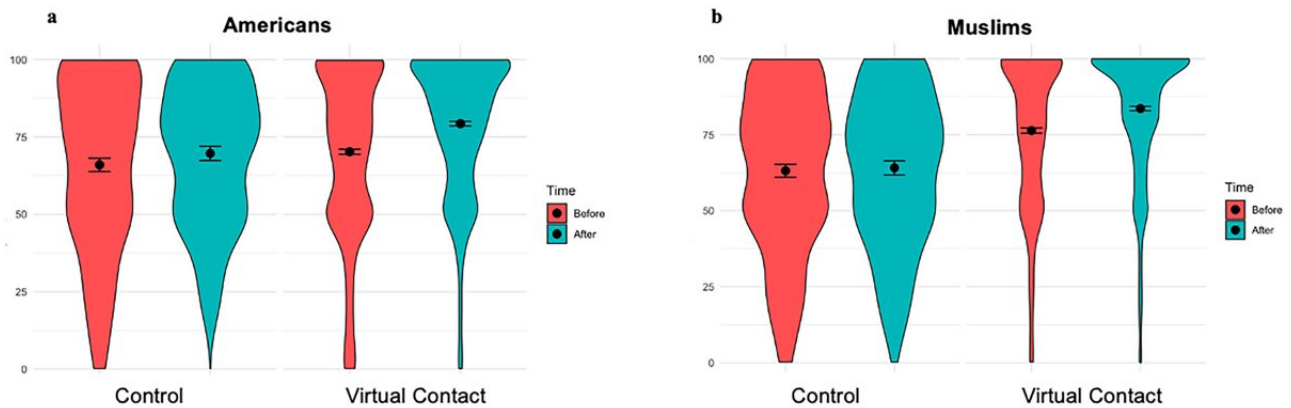 a
Americans
100
75
50
25
0
Control
Virtual Contact
Time
Before
After
b
Muslims
100
75
50
25
0
Control
Virtual Contact
Time
Before
After